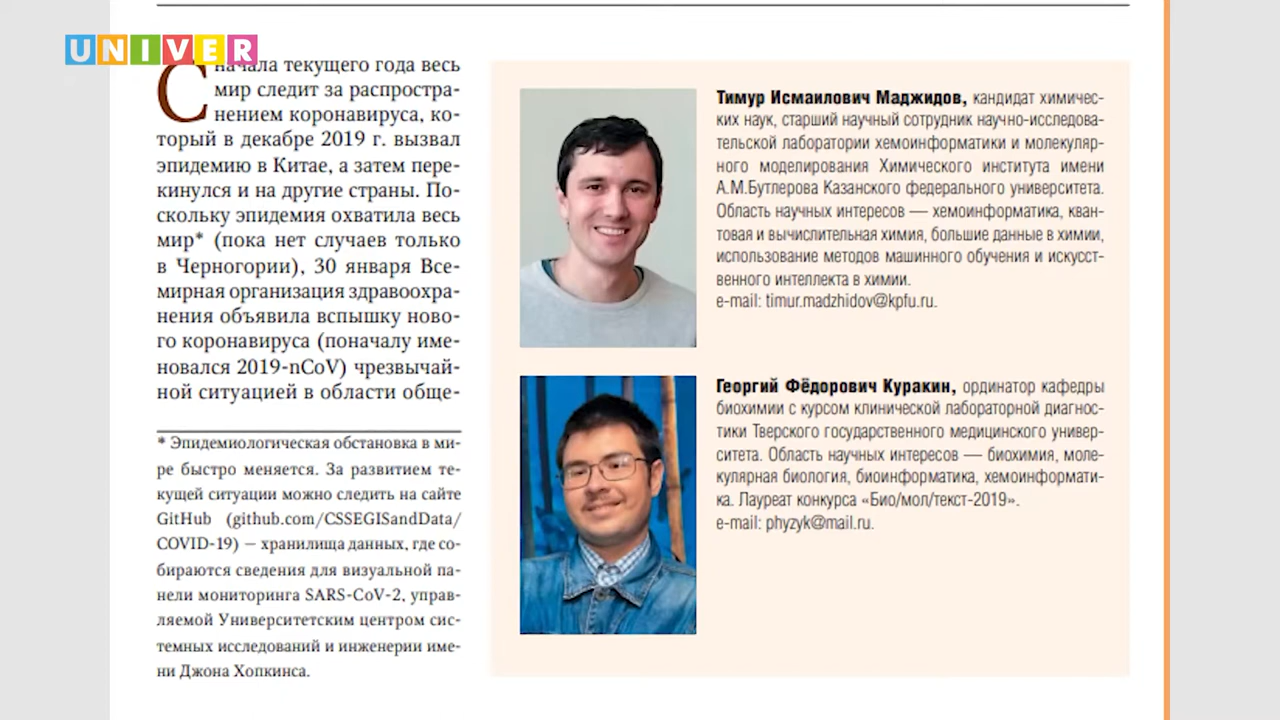 UNIVER
С начала текущего года весь
мир следит за распростра-
нением коронавируса, ко-
торый в декабре 2019 г. вызвал
эпидемию в Китае, а затем пере-
кинулся и на другие страны. По-
скольку эпидемия охватила весь
мир* (пока нет случаев только
в Черногории), 30 января Все-
мирная организация здравоохра-
нения объявила вспышку ново-
го коронавируса (поначалу име-
новался 2019-nCoV) чрезвычай-
ной ситуацией в области обще-
* Эпидемиологическая обстановка в ми-
ре быстро меняется. За развитием те-
кущей ситуации можно следить на сайте
GitHub (github.com/CSSEGISandData/
COVID-19) — хранилища данных, где со-
бираются сведения для визуальной па-
нели мониторинга SARS-CoV-2, управ-
ляемой Университетским центром сис-
темных исследований и инженерии име-
ни Джона Хопкинса.
Тимур Исмаилович Маджидов, кандидат химичес-
ких наук, старший научный сотрудник научно-исследова-
тельской лаборатории хемоинформатики и молекуляр-
ного моделирования Химического института имени
А.М.Бутлерова Казанского федерального университета.
Область научных интересов — хемоинформатика, кван-
товая и вычислительная химия, большие данные в химии,
использование методов машинного обучения и искусст-
венного интеллекта в химии.
e-mail: timur.madzhidov@kpfu.ru.
Георгий Фёдорович Куракин, ординатор кафедры
биохимии с курсом клинической лабораторной диагнос-
тики Тверского государственного медицинского универ-
ситета. Область научных интересов — биохимия, моле-
кулярная биология, биоинформатика, хемоинформати-
ка. Лауреат конкурса «Био/мол/текст-2019».
e-mail: phyzyk@mail.ru.